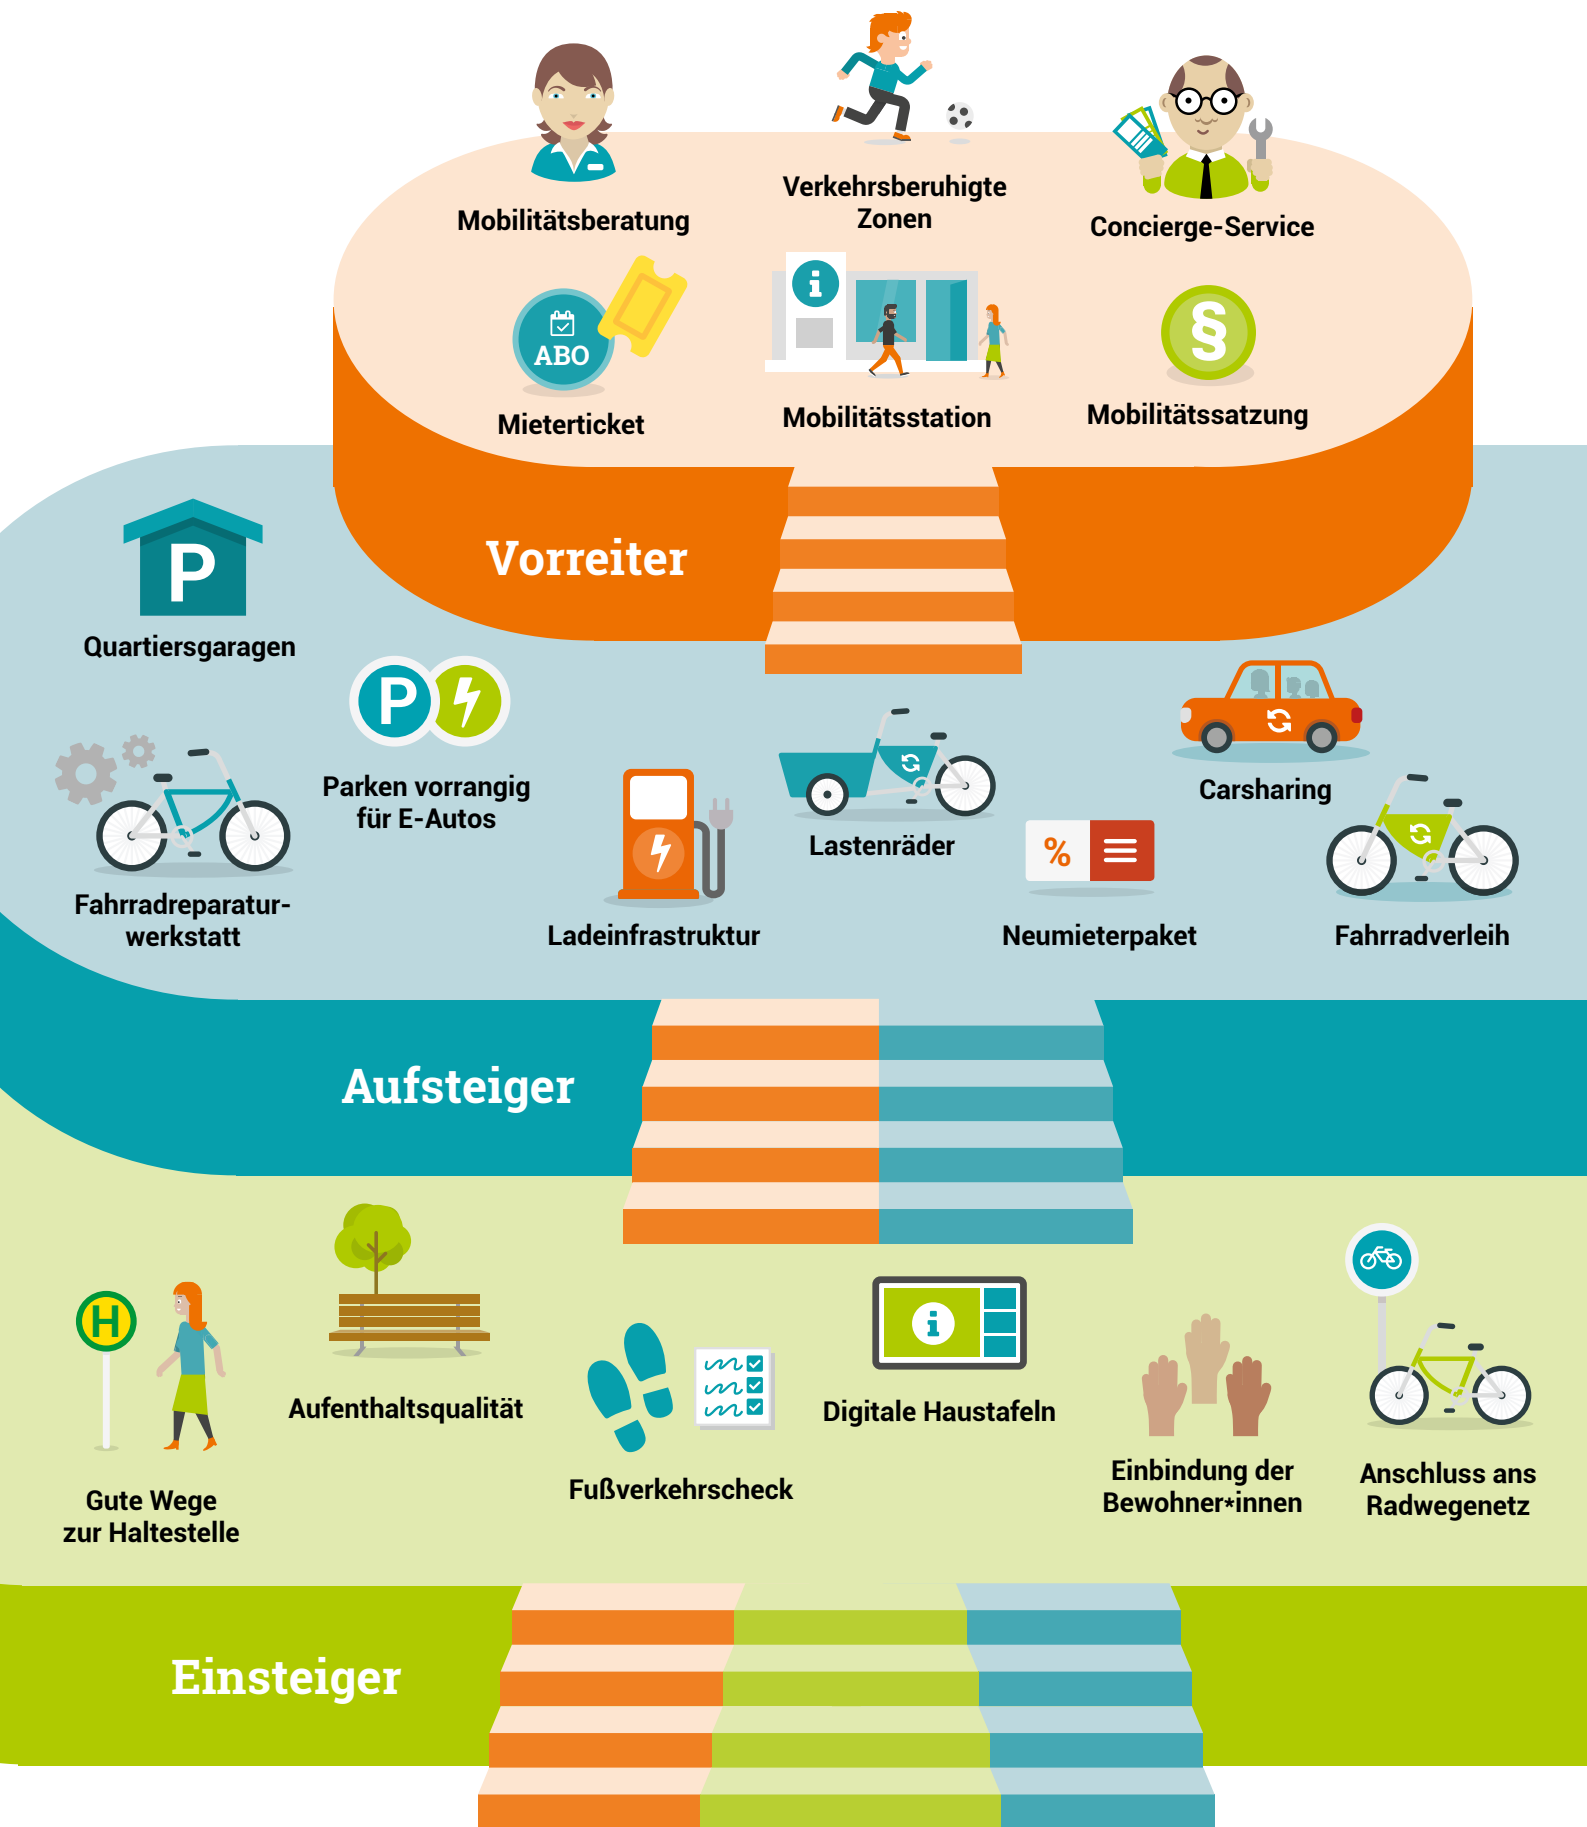 Mobilitätsberatung
Verkehrsberuhigte
Zonen
Concierge-Service
ABO
Mieterticket
i
Mobilitätsstation
§
Mobilitätssatzung
Vorreiter
P
Quartiersgaragen
P
Parken vorrangig
für E-Autos
Fahrradreparatur-
werkstatt
Ladeinfrastruktur
Lastenräder
%
Neumieterpaket
Carsharing
Fahrradverleih
Aufsteiger
H
Gute Wege
zur Haltestelle
Aufenthaltsqualität
Fußverkehrscheck
i
Digitale Haustafeln
Einbindung der
Bewohner*innen
Anschluss ans
Radwegenetz
Einsteiger